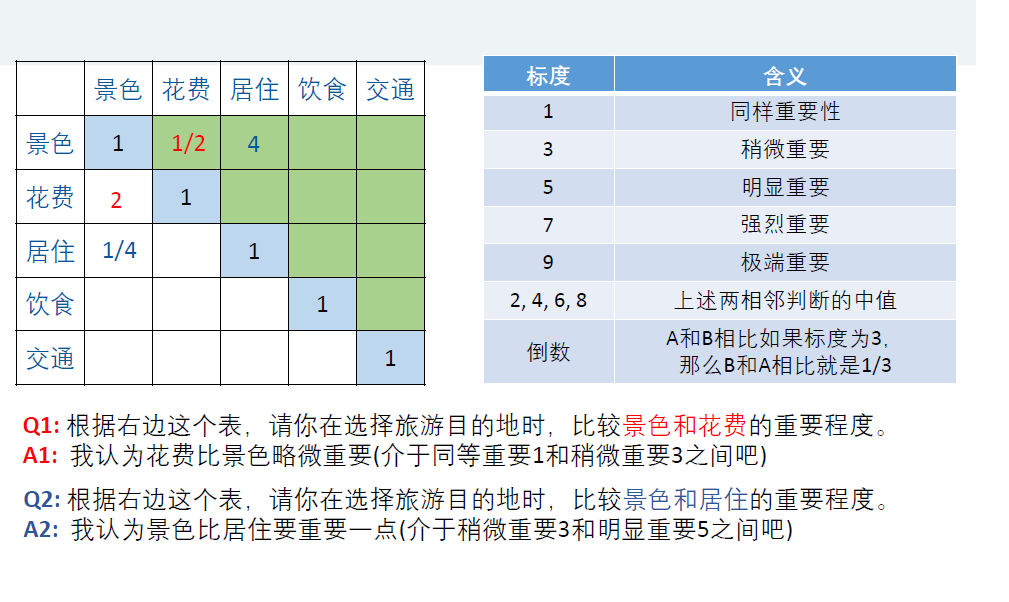 景色 花费 居住 饮食 交通
景色 1 1/2 4
花费 2 1
居住 1/4 1
饮食 1
交通 1
标度 含义
1 同样重要性
3 稍微重要
5 明显重要
7 强烈重要
9 极端重要
2, 4, 6, 8 上述两相邻判断的中值
倒数 A和B相比如果标度为3,
那么B和A相比就是1/3
Q1: 根据右边这个表，请你在选择旅游目的地时，比较景色和花费的重要程度。
A1: 我认为花费比景色略微重要(介于同等重要1和稍微重要3之间吧)
Q2: 根据右边这个表，请你在选择旅游目的地时，比较景色和居住的重要程度。
A2: 我认为景色比居住要重要一点(介于稍微重要3和明显重要5之间吧)